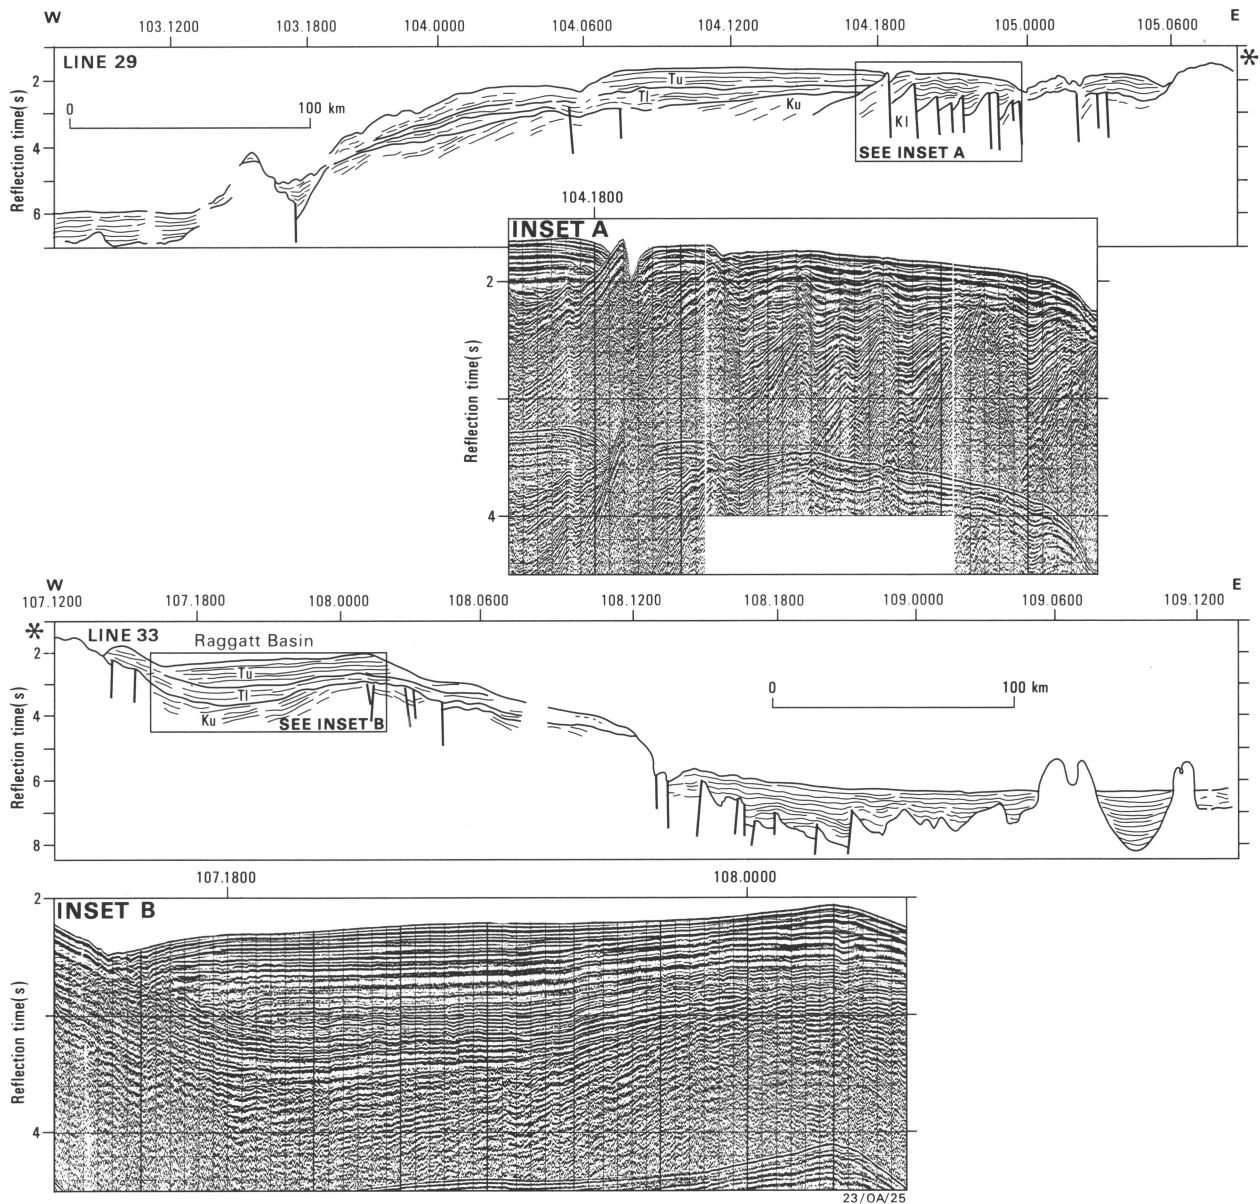 W E
103.1200 103.1800 104.0000 104.0600 104.1200 104.1800 105.0000 105.0600
LINE 29 *
Reflection time(s)
2
4
6
0 100 km
Tu
Tl
Ku
Kl
SEE INSET A
104.1800
INSET A
Reflection time(s)
2
4
W E
107.1200 107.1800 108.0000 108.0600 108.1200 108.1800 109.0000 109.0600 109.1200
* LINE 33 Raggatt Basin
Reflection time(s)
2
4
6
8
Tu
Tl
Ku
SEE INSET B
0 100 km
107.1800 108.0000
INSET B
Reflection time(s)
2
4
23/OA/25